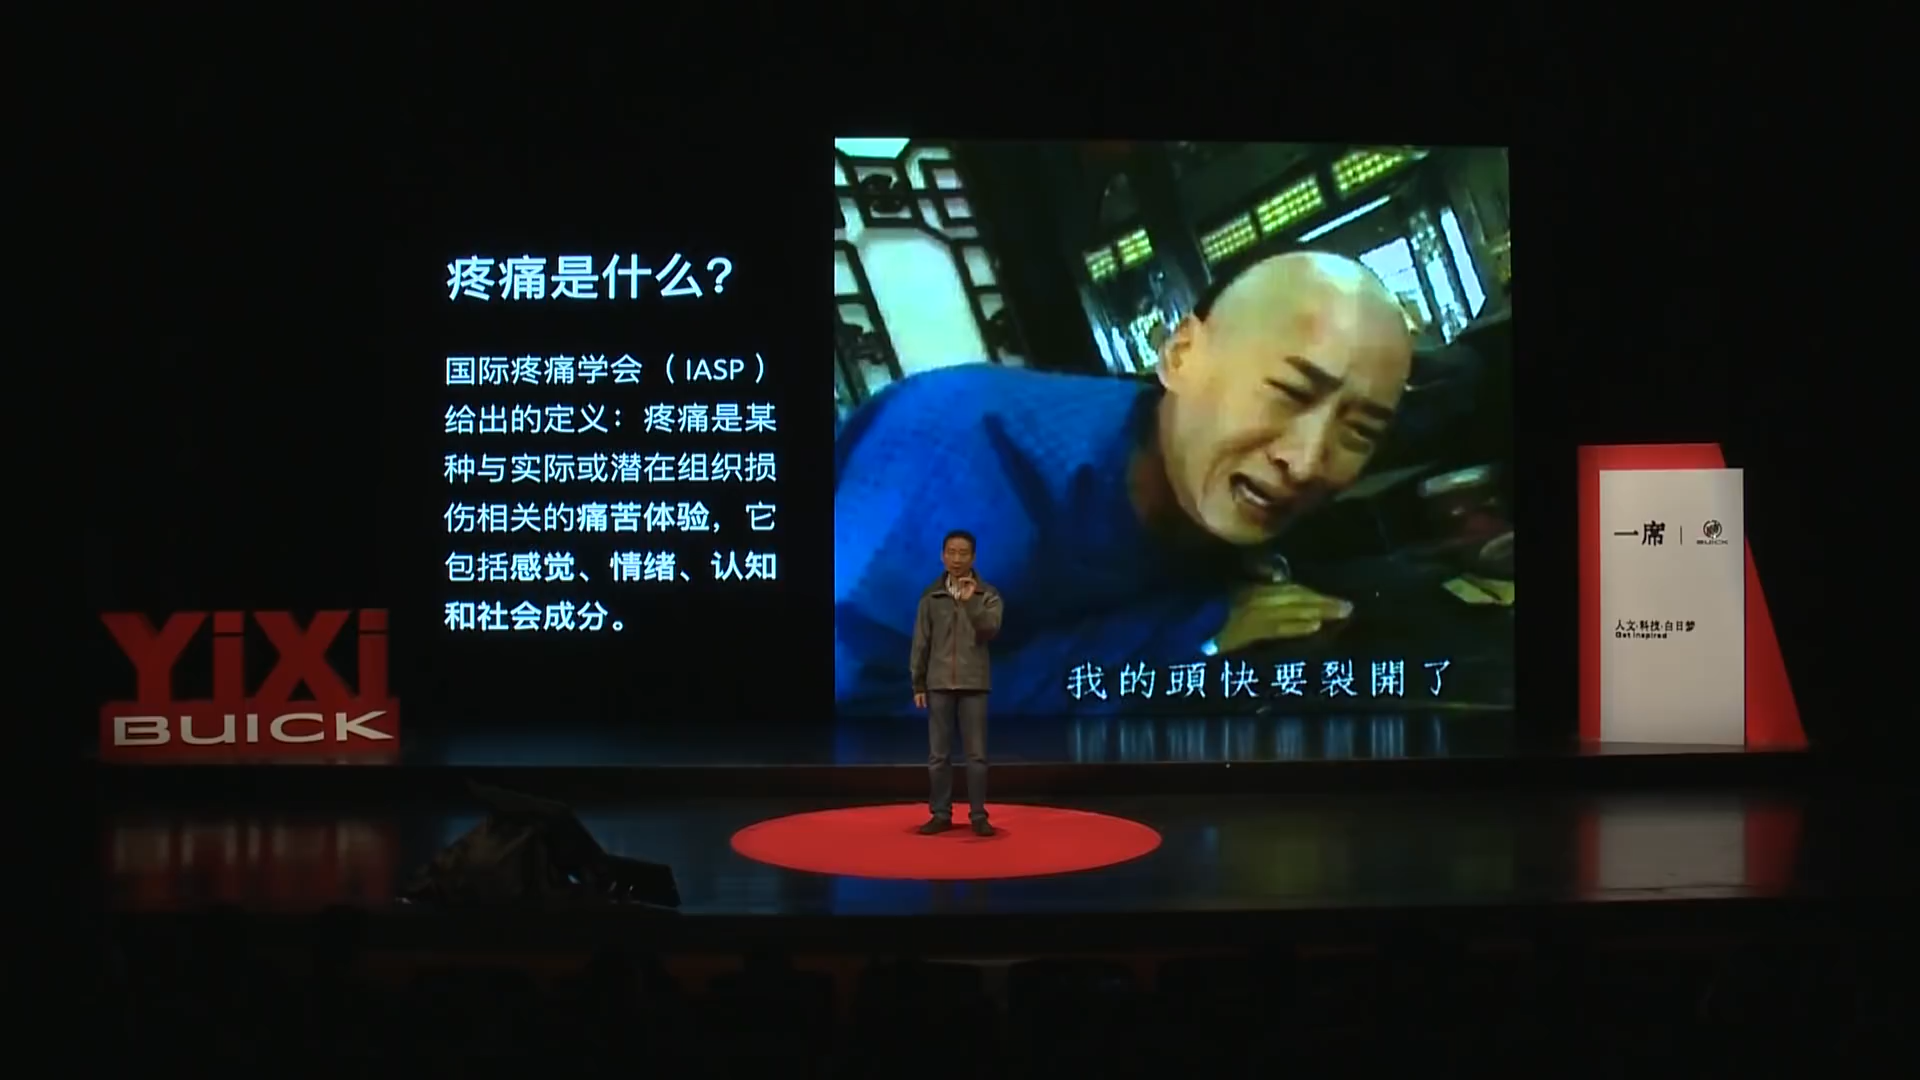 疼痛是什么?
国际疼痛学会（IASP）
给出的定义：疼痛是某
种与实际或潜在组织损
伤相关的痛苦体验，它
包括感觉、情绪、认知
和社会成分。
我的頭快要裂開了
YiXi
BUICK
一席
BUICK
人文·科技·白日梦
Get inspired